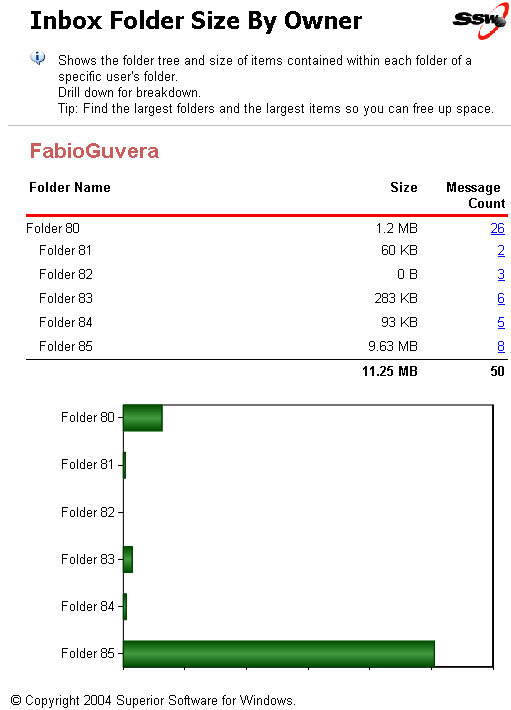 Inbox Folder Size By Owner
SSW
Shows the folder tree and size of items contained within each folder of a
specific user's folder.
Drill down for breakdown.
Tip: Find the largest folders and the largest items so you can free up space.
FabioGuvera
Folder Name Size Message
Count
Folder 80 1.2 MB 26
Folder 81 60 KB 2
Folder 82 0 B 3
Folder 83 283 KB 6
Folder 84 93 KB 5
Folder 85 9.63 MB 8
11.25 MB 50
Folder 80
Folder 81
Folder 82
Folder 83
Folder 84
Folder 85
© Copyright 2004 Superior Software for Windows.